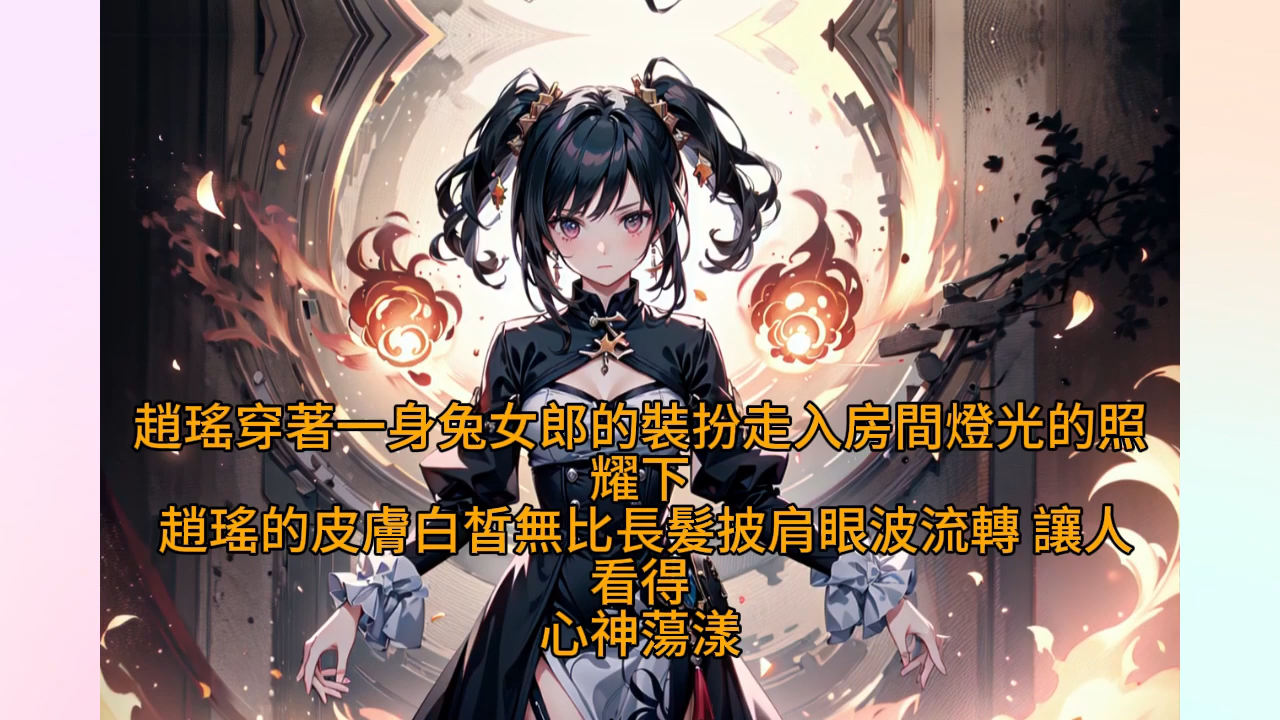 趙瑤穿著一身兔女郎的裝扮走入房間燈光的照
耀下
趙瑤的皮膚白皙無比長髮披肩眼波流轉 讓人
看得
心神蕩漾